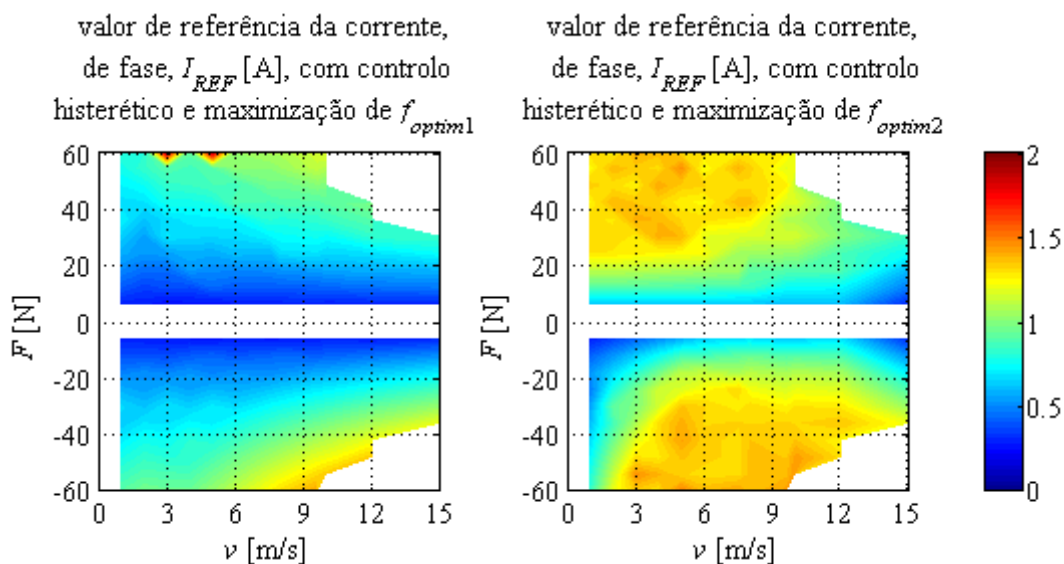 valor de referência da corrente,
de fase, I_REF [A], com controlo
histerético e maximização de f_optim1
60
40
20
0
-20
-40
-60
F [N]
0 3 6 9 12 15
v [m/s]
valor de referência da corrente,
de fase, I_REF [A], com controlo
histerético e maximização de f_optim2
60
40
20
0
-20
-40
-60
F [N]
0 3 6 9 12 15
v [m/s]
2
1.5
1
0.5
0